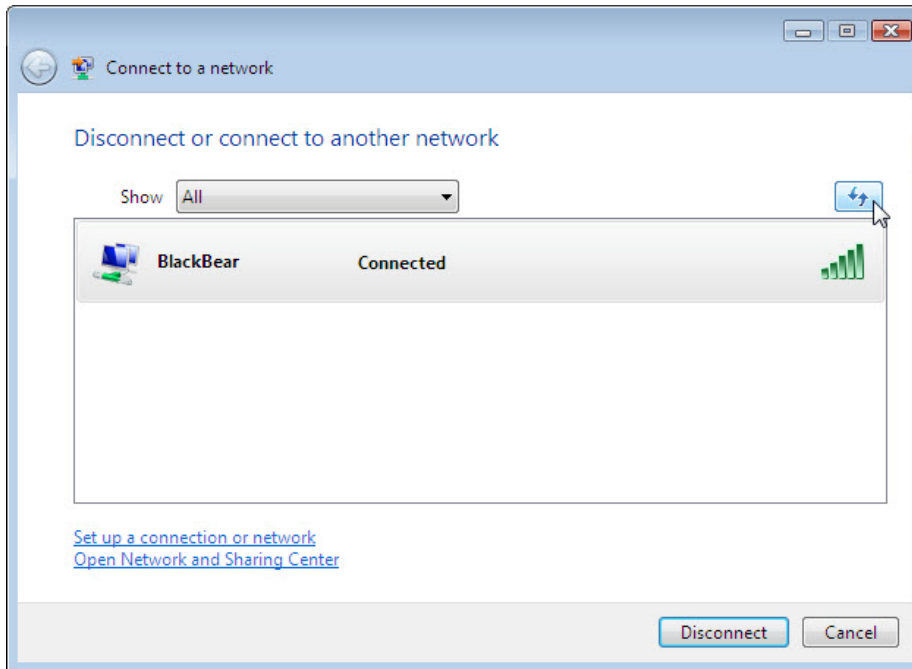 Connect to a network
Disconnect or connect to another network
Show All
BlackBear Connected
Set up a connection or network
Open Network and Sharing Center
Disconnect Cancel